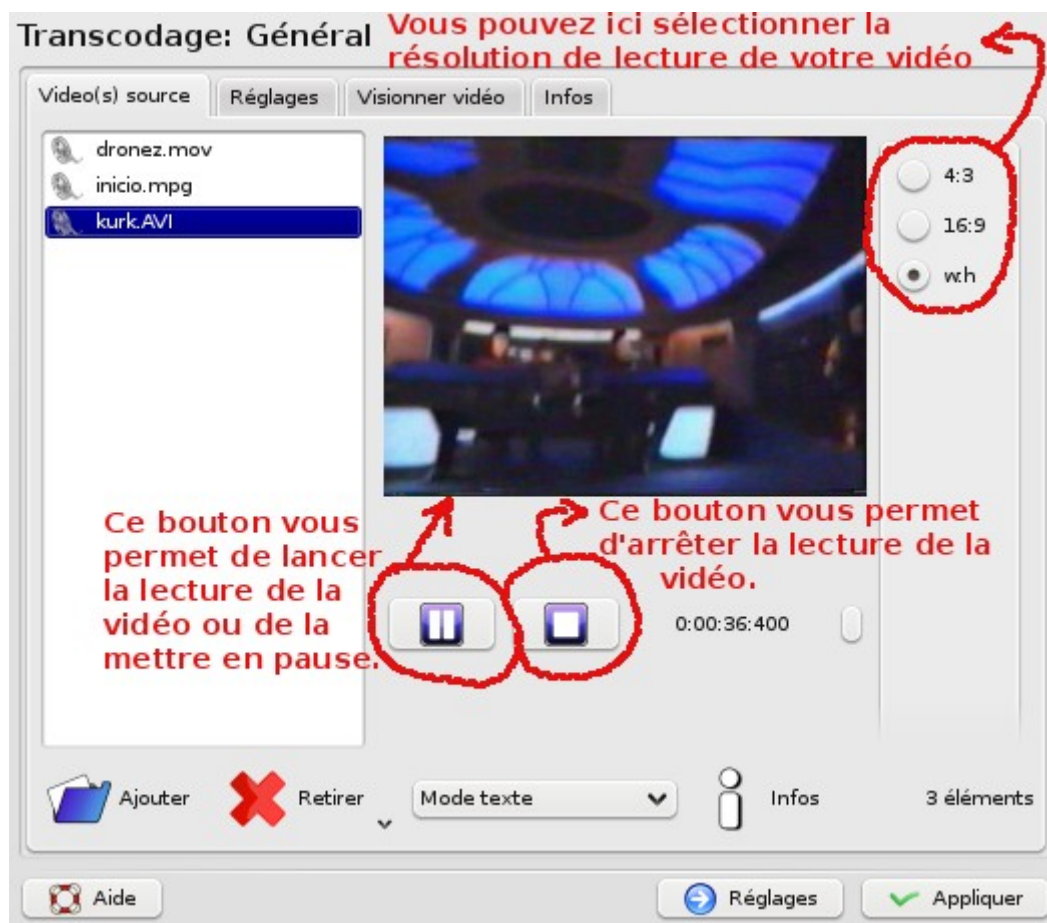 Transcodage: Général
Vous pouvez ici sélectionner la
résolution de lecture de votre vidéo
Video(s) source
Réglages
Visionner vidéo
Infos
dronez.mov
inicio.mpg
kurk.AVI
4:3
16:9
w:h
Ce bouton vous
permet de lancer
la lecture de la
vidéo ou de la
mettre en pause.
Ce bouton vous permet
d'arrêter la lecture de la
vidéo.
0:00:36:400
Ajouter
Retirer
Mode texte
Infos
3 éléments
Aide
Réglages
Appliquer